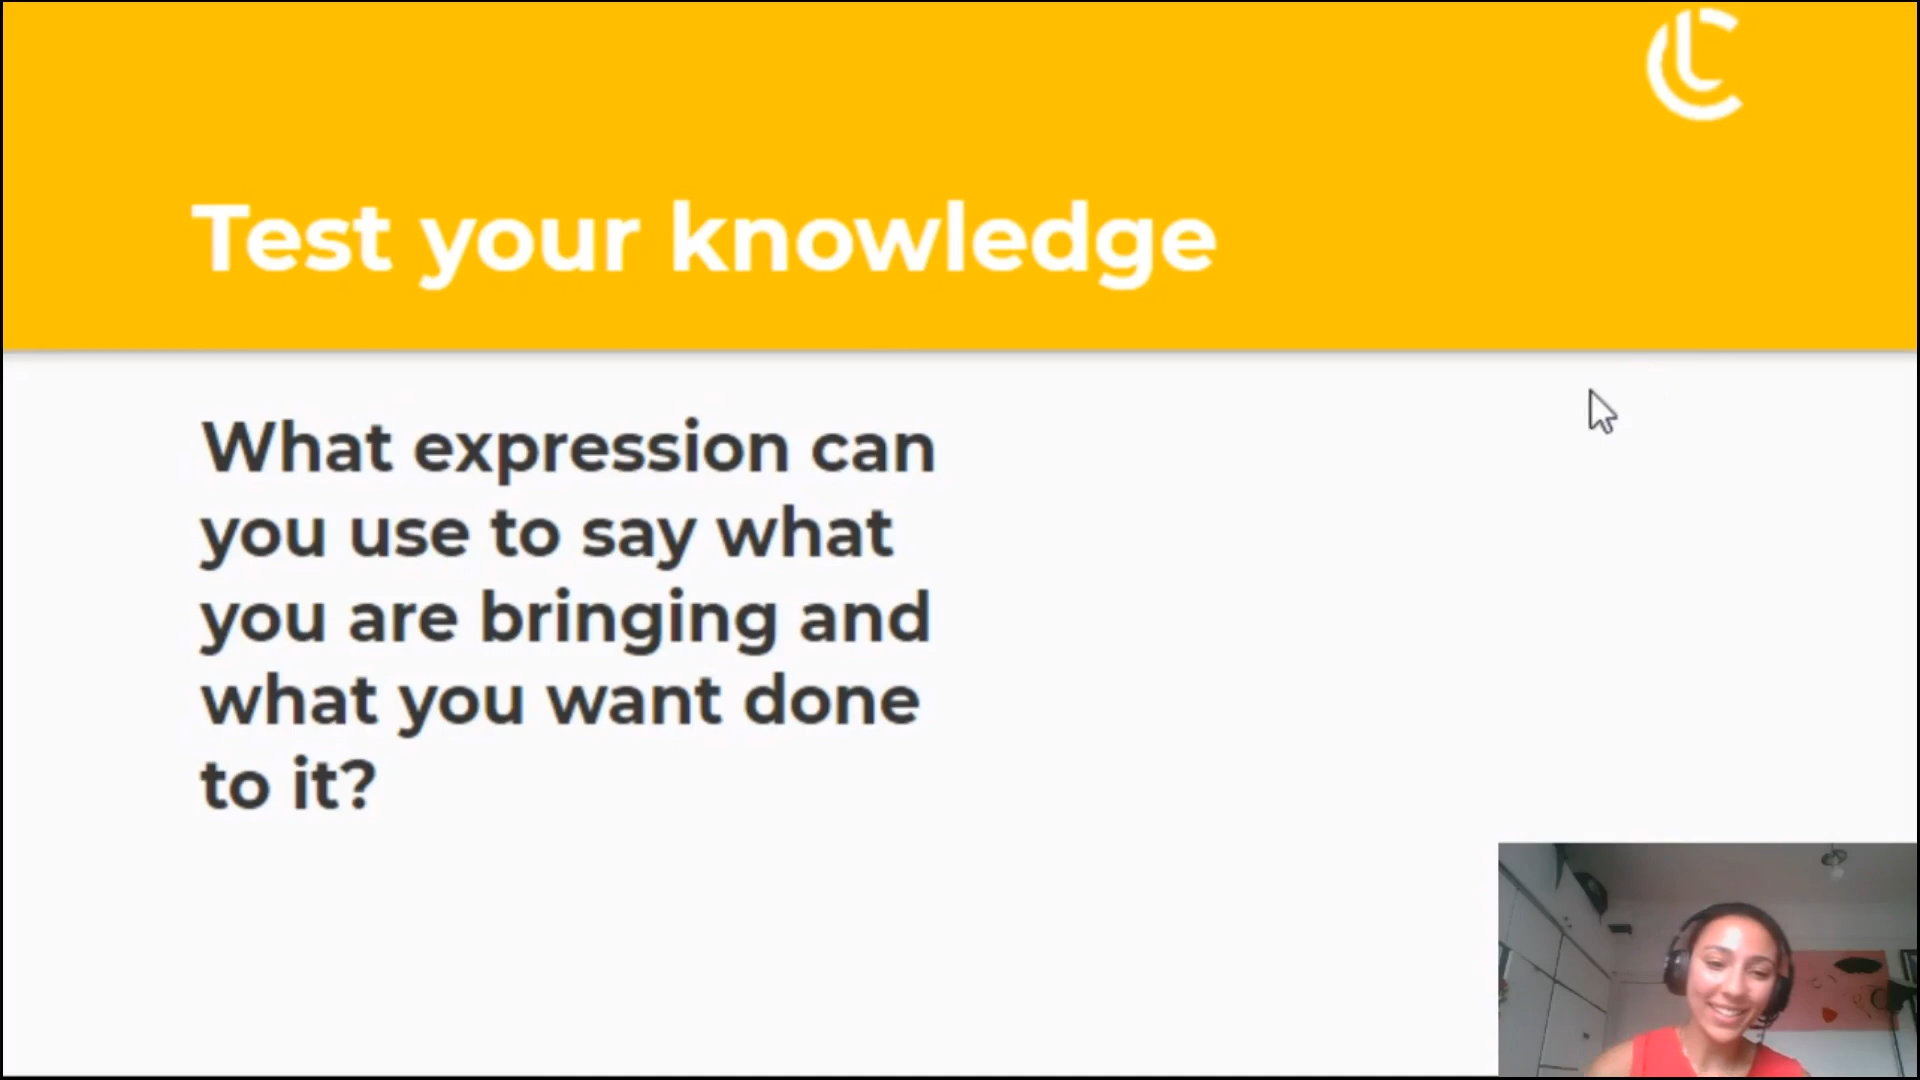 Test your knowledge
What expression can
you use to say what
you are bringing and
what you want done
to it?